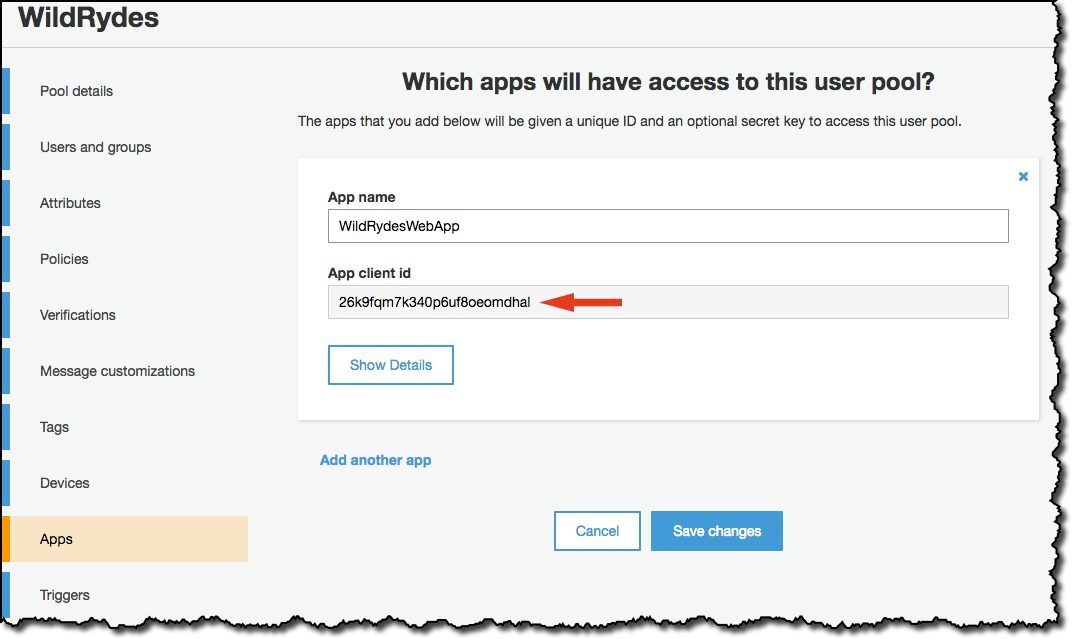 WildRydes
Pool details
Users and groups
Attributes
Policies
Verifications
Message customizations
Tags
Devices
Apps
Triggers
Which apps will have access to this user pool?
The apps that you add below will be given a unique ID and an optional secret key to access this user pool.
App name
WildRydesWebApp
App client id
26k9fqm7k340p6uf8oeomdhal
Show Details
Add another app
Cancel
Save changes